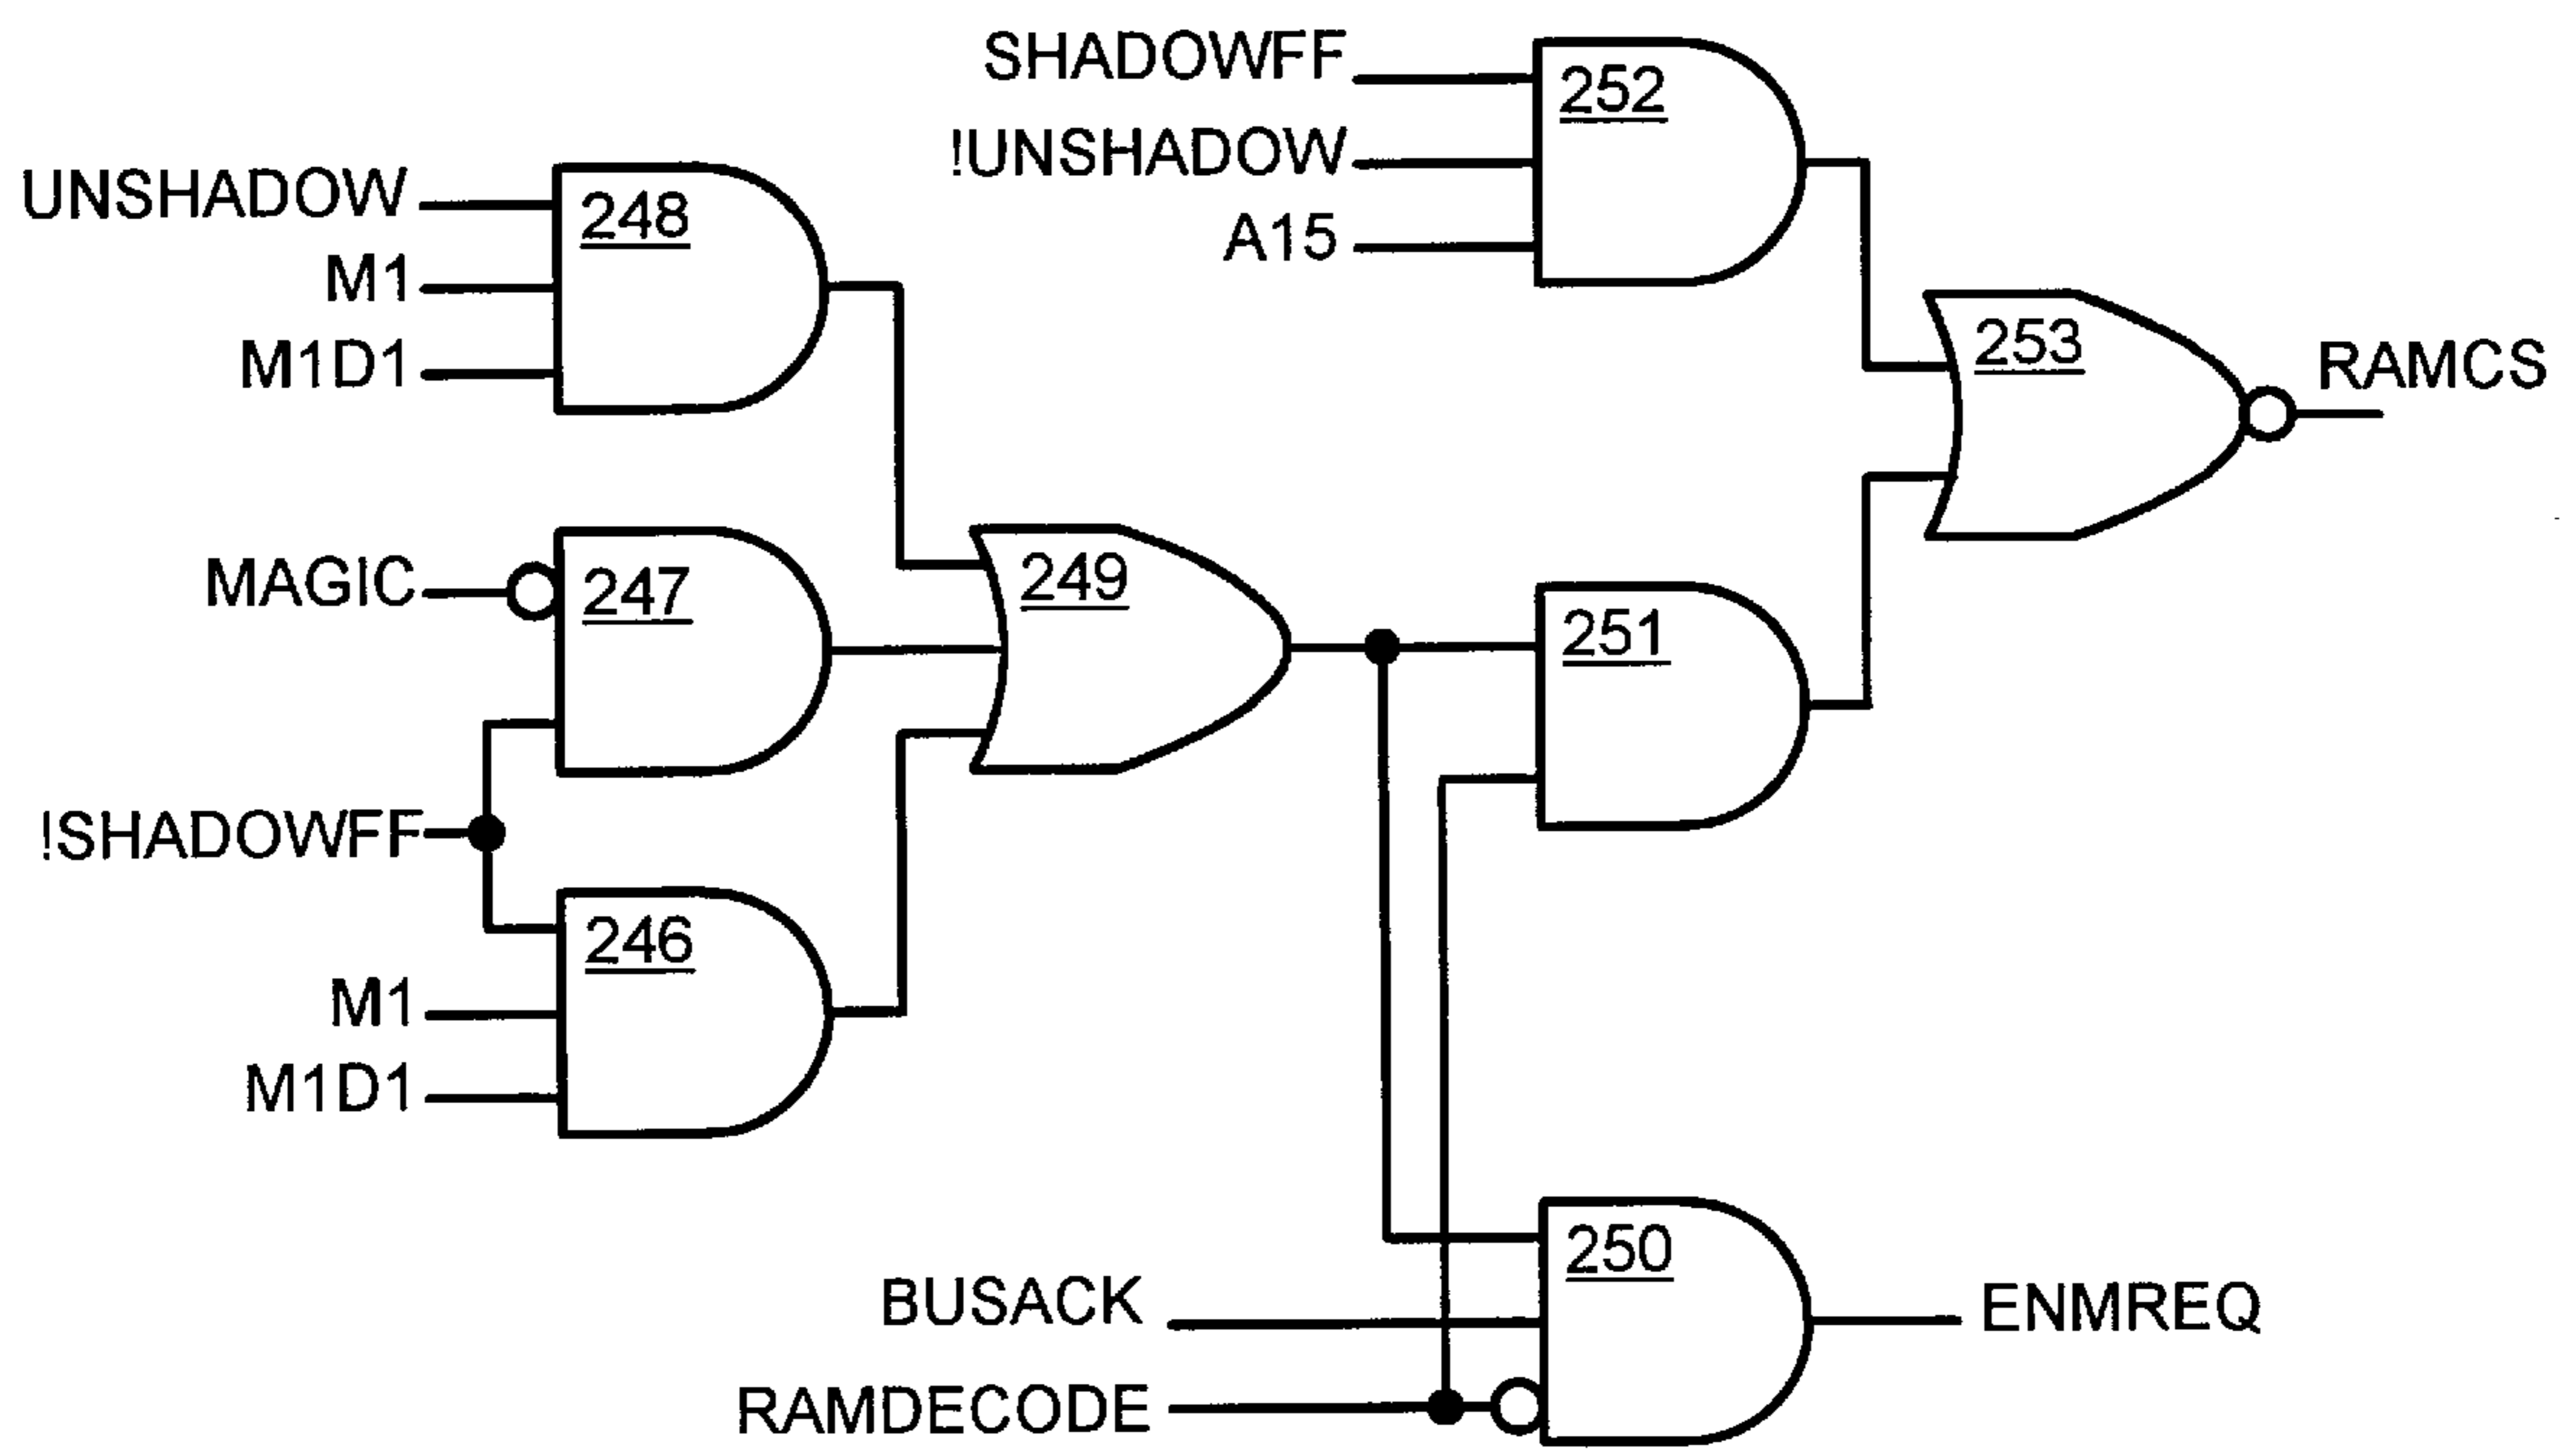 SHADOWFF
252
!UNSHADOW
A15
UNSHADOW
248
M1
M1D1
253
RAMCS
MAGIC
247
249
251
!SHADOWFF
246
M1
M1D1
250
BUSACK
ENMREQ
RAMDECODE